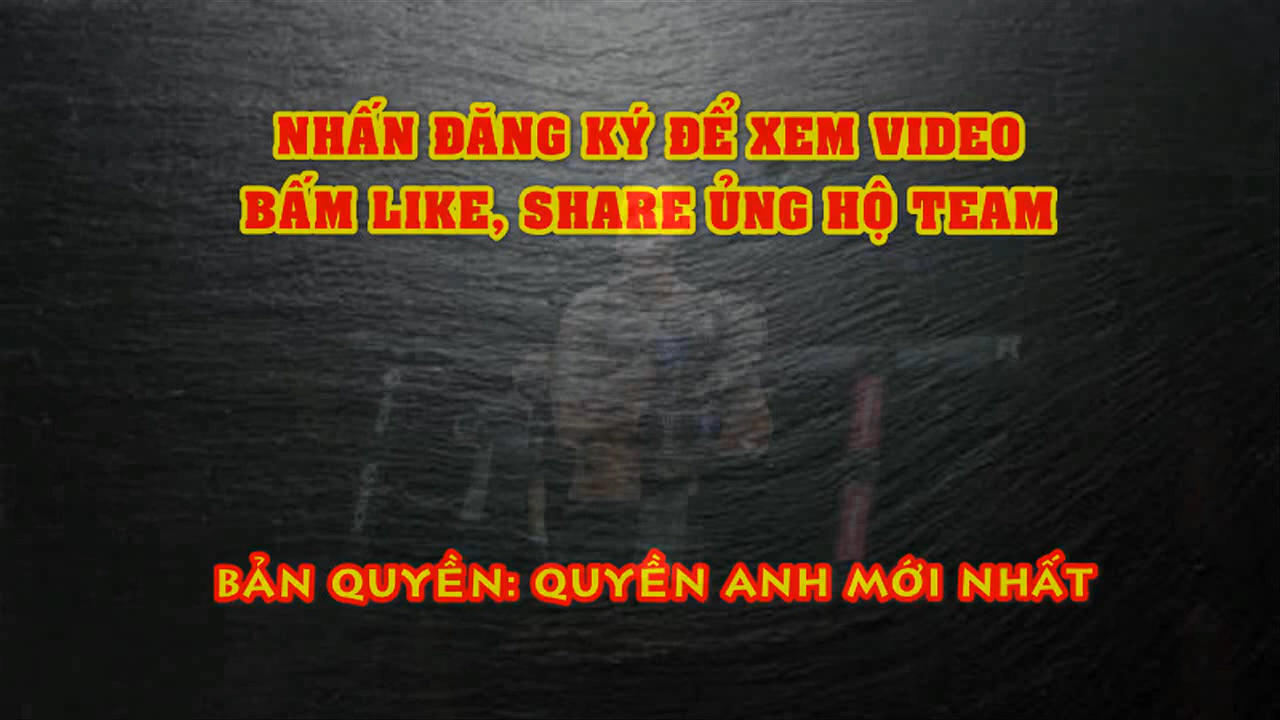 NHẤN ĐĂNG KÝ ĐỂ XEM VIDEO
BẤM LIKE, SHARE ỦNG HỘ TEAM
BẢN QUYỀN: QUYỀN ANH MỚI NHẤT